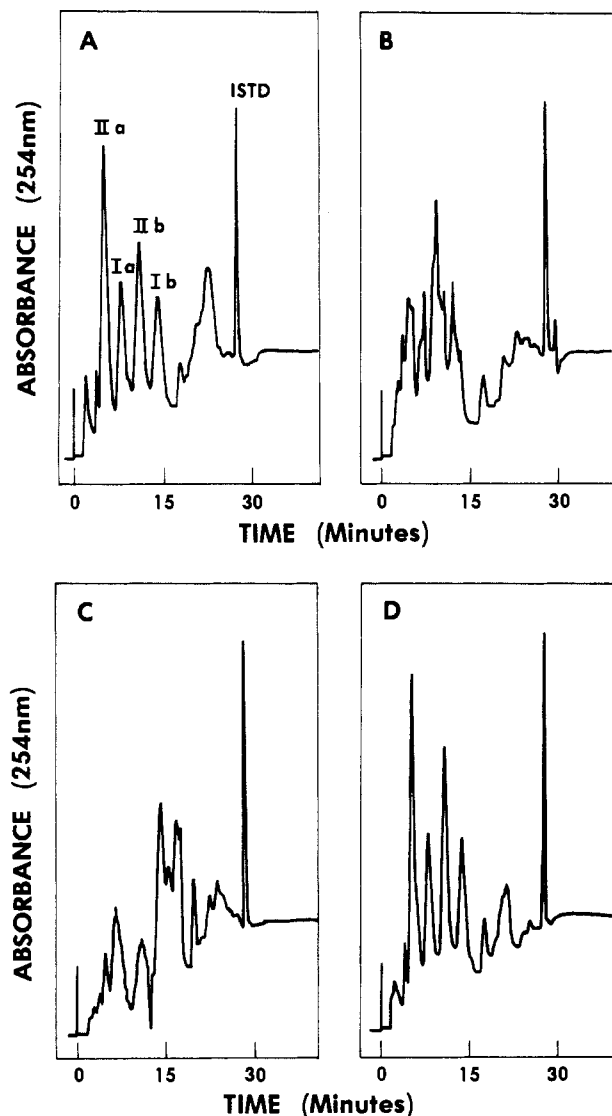 A
B
ABSORBANCE (254nm)
II a
I a
II b
I b
ISTD
0 15 30
0 15 30
TIME (Minutes)
C
D
ABSORBANCE (254nm)
0 15 30
0 15 30
TIME (Minutes)